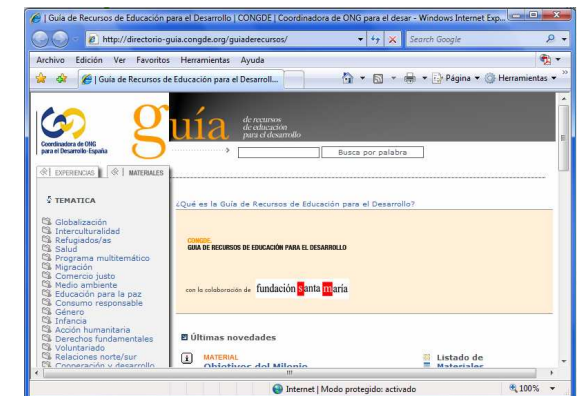 | Guía de Recursos de Educación para el Desarrollo | CONGDE | Coordinadora de ONG para el desar - Windows Internet Exp...
http://directorio-guia.congde.org/guiaderecursos/
Search Google
Archivo Edición Ver Favoritos Herramientas Ayuda
| Guía de Recursos de Educación para el Desarroll...
Página Herramientas
guía
de recursos
de educación
para el desarrollo
Coordinadora de ONG
para el Desarrollo-España
Busca por palabra
EXPERIENCIAS MATERIALES
TEMATICA
Globalización
Interculturalidad
Refugiados/as
Salud
Programa multitemático
Migración
Comercio justo
Medio ambiente
Educación para la paz
Consumo responsable
Género
Infancia
Acción humanitaria
Derechos fundamentales
Voluntariado
Relaciones norte/sur
Cooperación y desarrollo
¿Qué es la Guía de Recursos de Educación para el Desarrollo?
CONGDE.
GUIA DE RECURSOS DE EDUCACIÓN PARA EL DESARROLLO
con la colaboración de fundación santa maría
Últimas novedades
MATERIAL
Objetivos del Milenio
Listado de
Materiales
Internet | Modo protegido: activado
100%